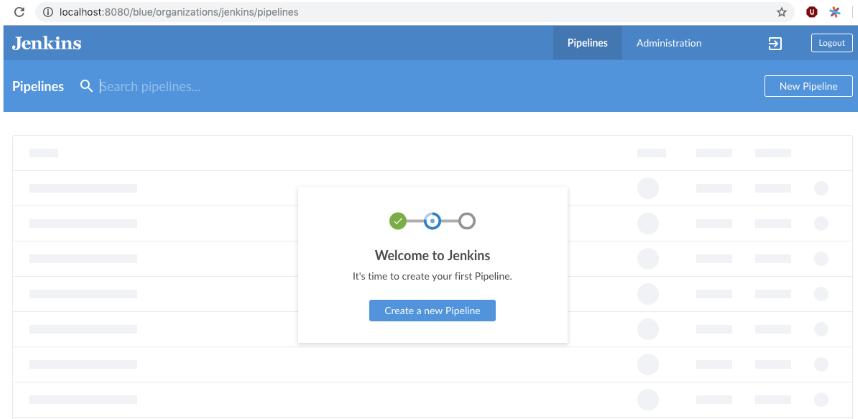 localhost:8080/blue/organizations/jenkins/pipelines
Jenkins
Pipelines
Administration
Logout
Pipelines
Search pipelines...
New Pipeline
Welcome to Jenkins
It's time to create your first Pipeline.
Create a new Pipeline